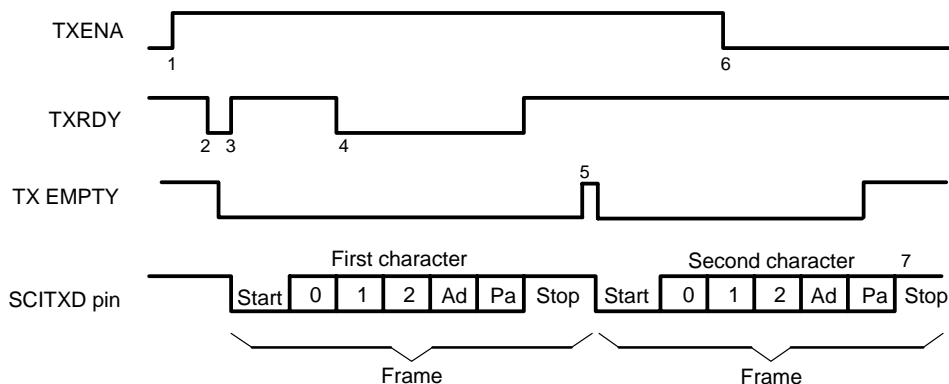 TXENA
1
6
TXRDY
2
3
4
TX EMPTY
5
First character
Second character
7
SCITXD pin
Start 0 1 2 Ad Pa Stop
Start 0 1 2 Ad Pa Stop
Frame
Frame